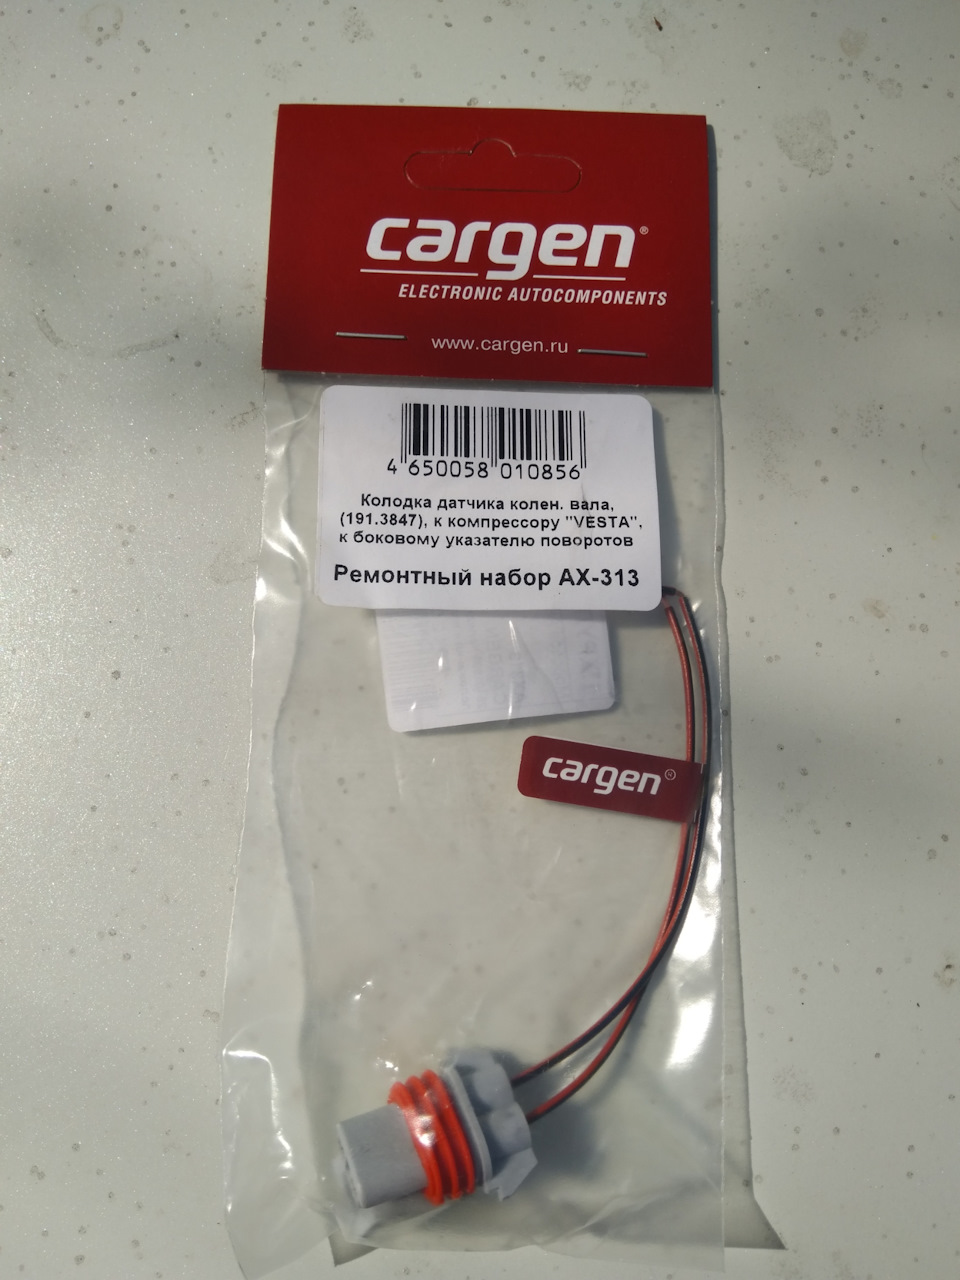 cargen®
ELECTRONIC AUTOCOMPONENTS
www.cargen.ru
4 650058 010856
Колодка датчика колен. вала,
(191.3847), к компрессору "VESTA",
к боковому указателю поворотов
Ремонтный набор АХ-313
cargen®